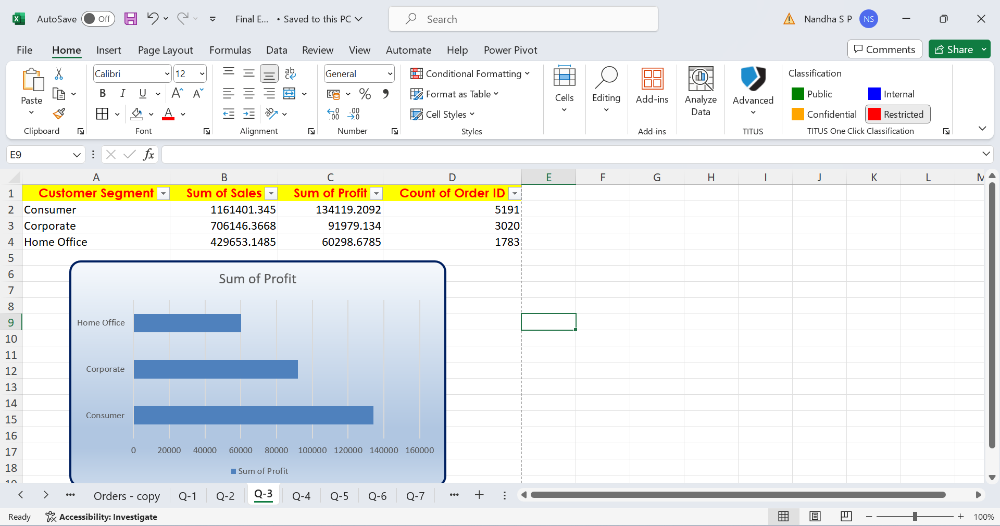 AutoSave Off Final E... • Saved to this PC Search Nandha S P NS
File Home Insert Page Layout Formulas Data Review View Automate Help Power Pivot Comments Share
Paste
Clipboard
Calibri 12
B I U A A
A
Font
ab
Alignment
General
% 9
Number
Conditional Formatting
Format as Table
Cell Styles
Styles
Cells
Editing
Add-ins
Add-ins
Analyze
Data
Advanced
TITUS
Classification
Public Internal
Confidential Restricted
TITUS One Click Classification
E9 fx
A B C D E F G H I J K L M
1 Customer Segment Sum of Sales Sum of Profit Count of Order ID
2 Consumer 1161401.345 134119.2092 5191
3 Corporate 706146.3668 91979.134 3020
4 Home Office 429653.1485 60298.6785 1783
5
6
7
8
9
10
11
12
13
14
15
16
17
18
19
Sum of Profit
Home Office
Corporate
Consumer
0 20000 40000 60000 80000 100000 120000 140000 160000
Sum of Profit
Orders - copy Q-1 Q-2 Q-3 Q-4 Q-5 Q-6 Q-7
Ready Accessibility: Investigate 100%